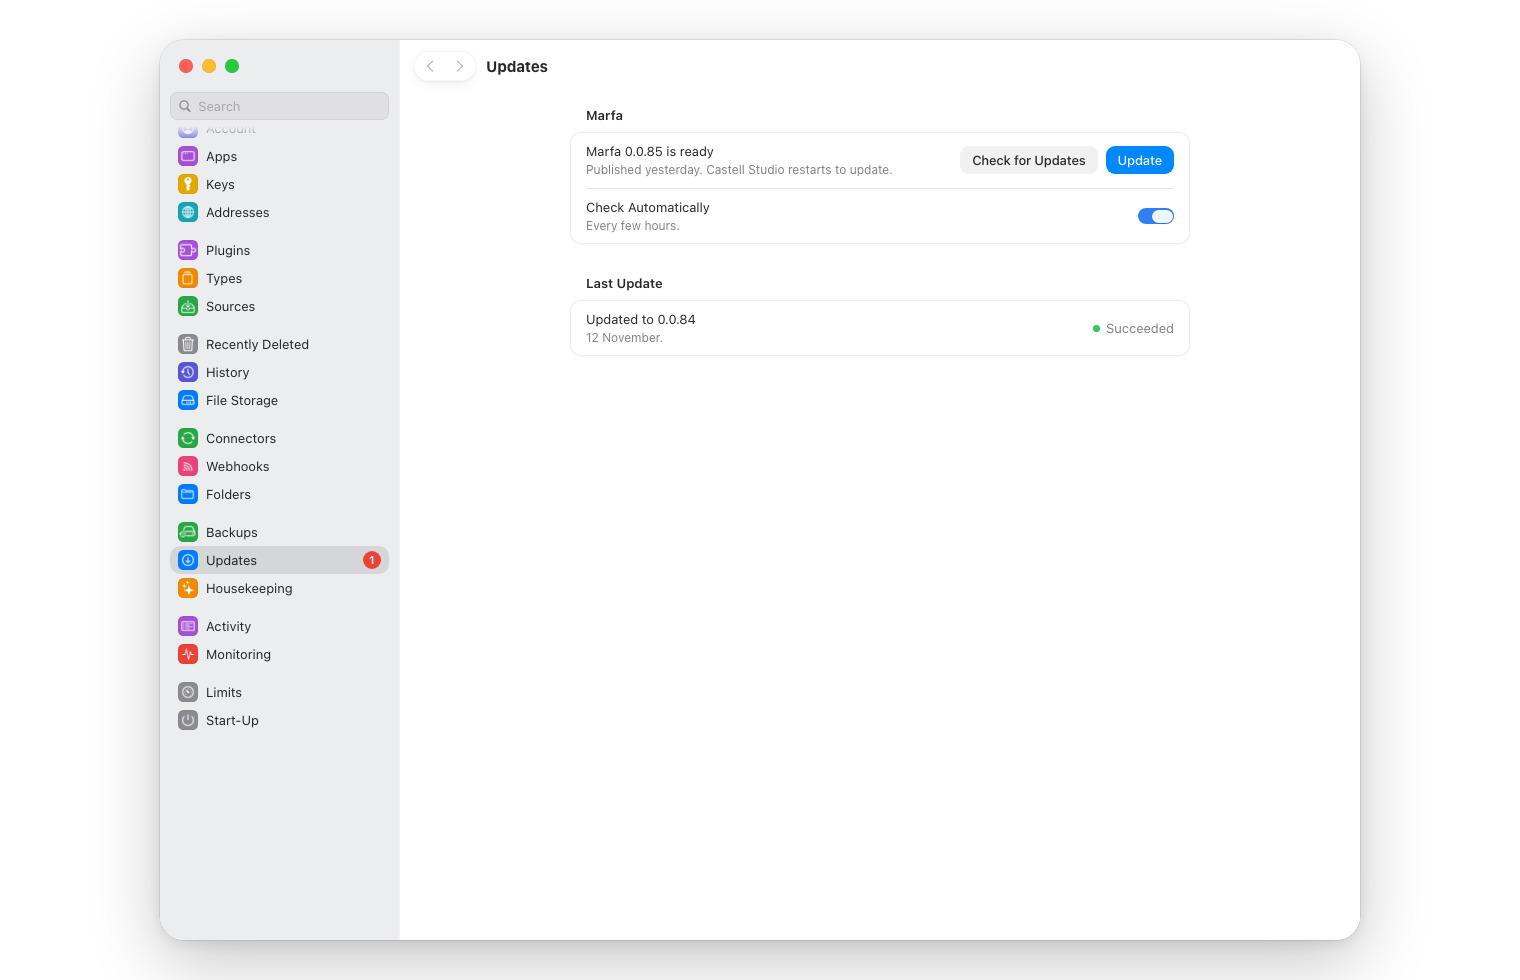 Updates
Search
Account
Apps
Keys
Addresses
Plugins
Types
Sources
Recently Deleted
History
File Storage
Connectors
Webhooks
Folders
Backups
Updates 1
Housekeeping
Activity
Monitoring
Limits
Start-Up
Marfa
Marfa 0.0.85 is ready
Published yesterday. Castell Studio restarts to update.
Check for Updates
Update
Check Automatically
Every few hours.
Last Update
Updated to 0.0.84
12 November.
Succeeded